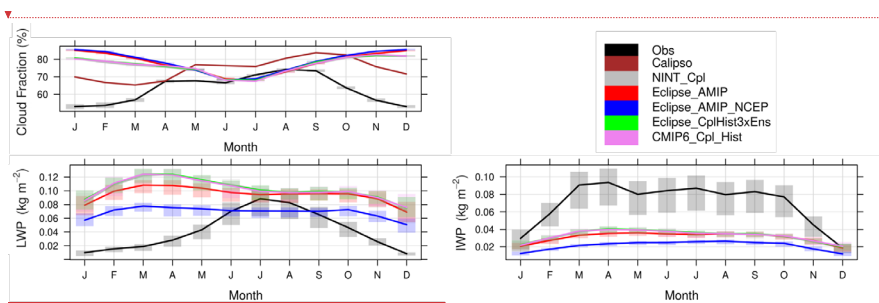 Cloud Fraction (%)
80
70
60
J F M A M J J A S O N D
Month
Obs
Calipso
NINT_Cpl
Eclipse_AMIP
Eclipse_AMIP_NCEP
Eclipse_CplHist3xEns
CMIP6_Cpl_Hist
LWP (kg m−2)
0.12
0.10
0.08
0.06
0.04
0.02
J F M A M J J A S O N D
Month
IWP (kg m−2)
0.10
0.08
0.06
0.04
0.02
J F M A M J J A S O N D
Month